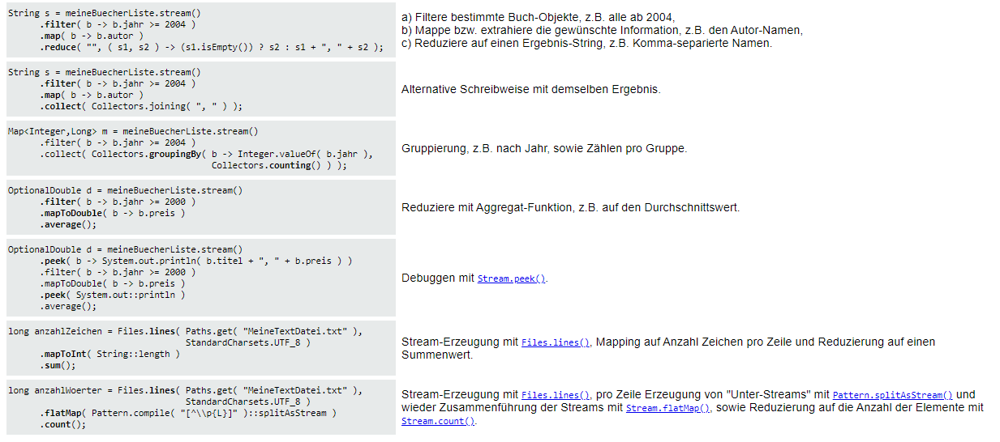 String s = meineBuecherListe.stream()
      .filter( b -> b.jahr >= 2004 )
      .map( b -> b.autor )
      .reduce( "", ( s1, s2 ) -> (s1.isEmpty()) ? s2 : s1 + ", " + s2 );
a) Filtere bestimmte Buch-Objekte, z.B. alle ab 2004,
b) Mappe bzw. extrahiere die gewünschte Information, z.B. den Autor-Namen,
c) Reduziere auf einen Ergebnis-String, z.B. Komma-separierte Namen.
String s = meineBuecherListe.stream()
      .filter( b -> b.jahr >= 2004 )
      .map( b -> b.autor )
      .collect( Collectors.joining( ", " ) );
Alternative Schreibweise mit demselben Ergebnis.
Map<Integer,Long> m = meineBuecherListe.stream()
      .filter( b -> b.jahr >= 2004 )
      .collect( Collectors.groupingBy( b -> Integer.valueOf( b.jahr ),
                                       Collectors.counting() ) );
Gruppierung, z.B. nach Jahr, sowie Zählen pro Gruppe.
OptionalDouble d = meineBuecherListe.stream()
      .filter( b -> b.jahr >= 2000 )
      .mapToDouble( b -> b.preis )
      .average();
Reduziere mit Aggregat-Funktion, z.B. auf den Durchschnittswert.
OptionalDouble d = meineBuecherListe.stream()
      .peek( b -> System.out.println( b.titel + ", " + b.preis ) )
      .filter( b -> b.jahr >= 2000 )
      .mapToDouble( b -> b.preis )
      .peek( System.out::println )
      .average();
Debuggen mit Stream.peek().
long anzahlZeichen = Files.lines( Paths.get( "MeineTextDatei.txt" ),
                                  StandardCharsets.UTF_8 )
      .mapToInt( String::length )
      .sum();
Stream-Erzeugung mit Files.lines(), Mapping auf Anzahl Zeichen pro Zeile und Reduzierung auf einen
Summenwert.
long anzahlWoerter = Files.lines( Paths.get( "MeineTextDatei.txt" ),
                                  StandardCharsets.UTF_8 )
      .flatMap( Pattern.compile( "[^\\p{L}]" )::splitAsStream )
      .count();
Stream-Erzeugung mit Files.lines(), pro Zeile Erzeugung von "Unter-Streams" mit Pattern.splitAsStream() und
wieder Zusammenführung der Streams mit Stream.flatMap(), sowie Reduzierung auf die Anzahl der Elemente mit
Stream.count().